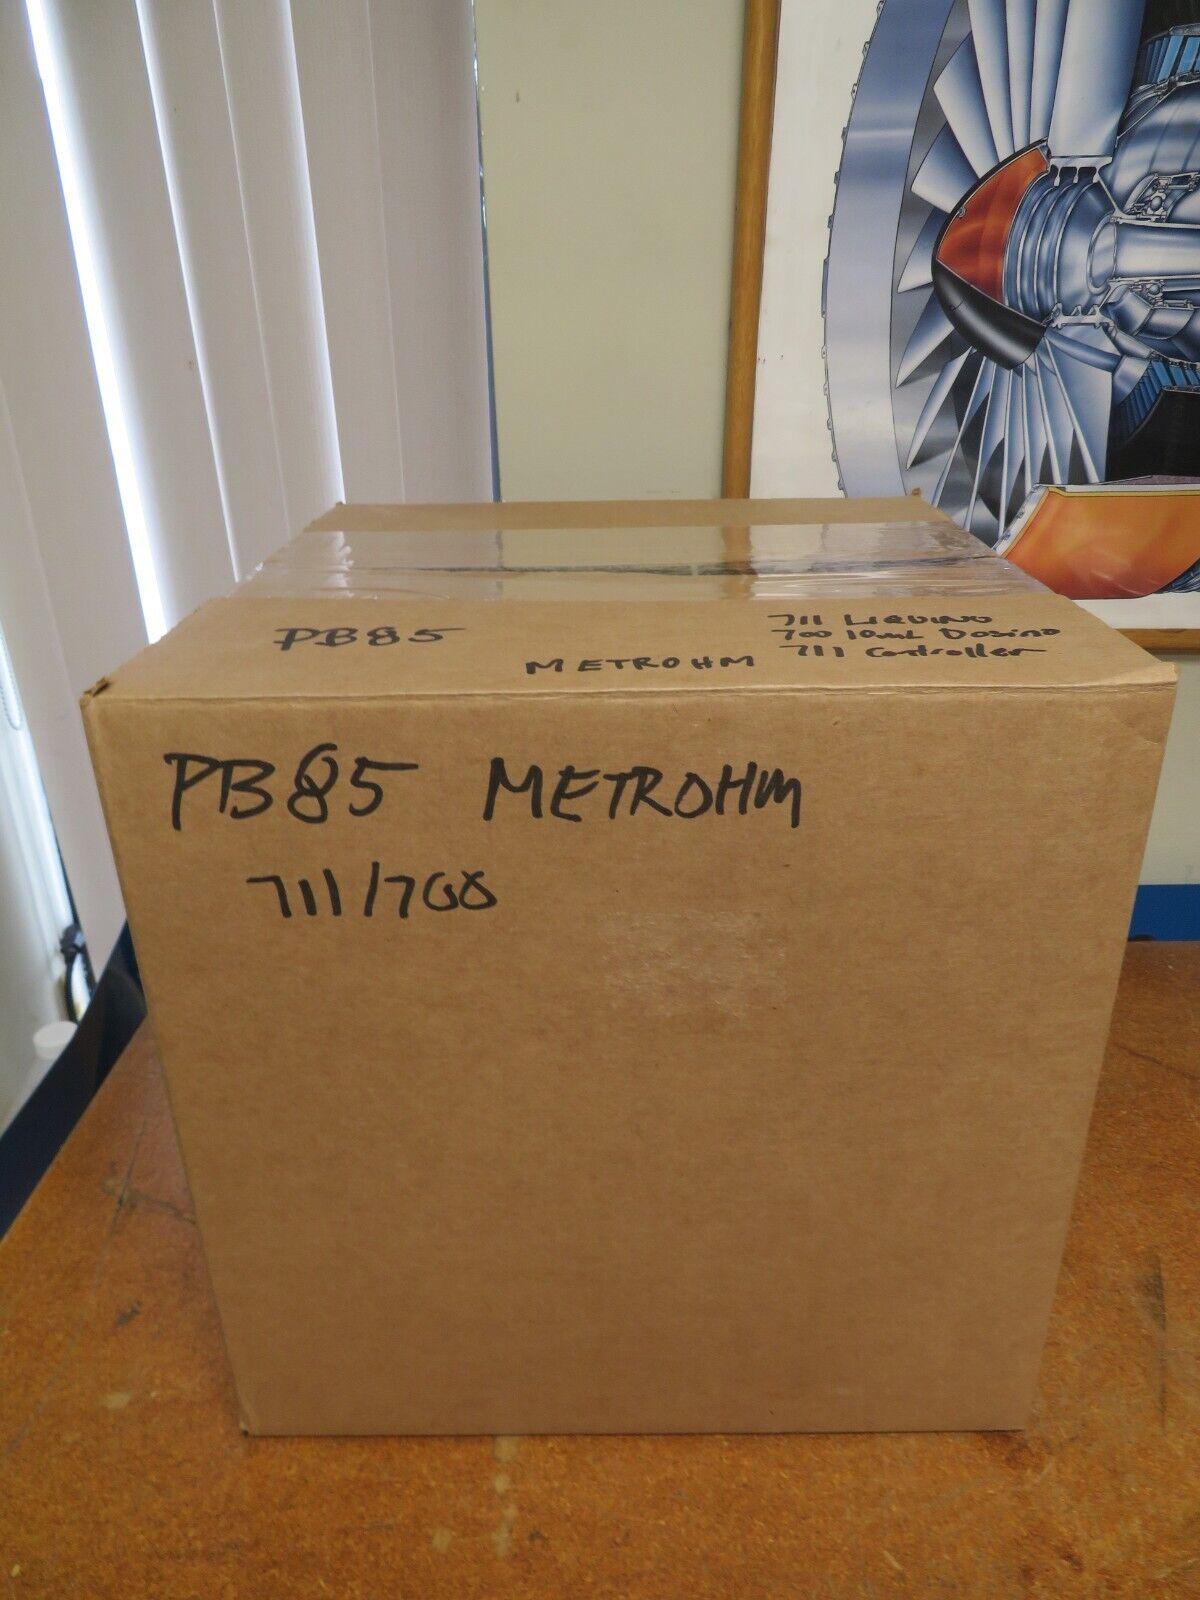 PB85
METROHM
711 LIQUINO
700 10mL Dosino
711 Controller
PB85 METROHM
711/700